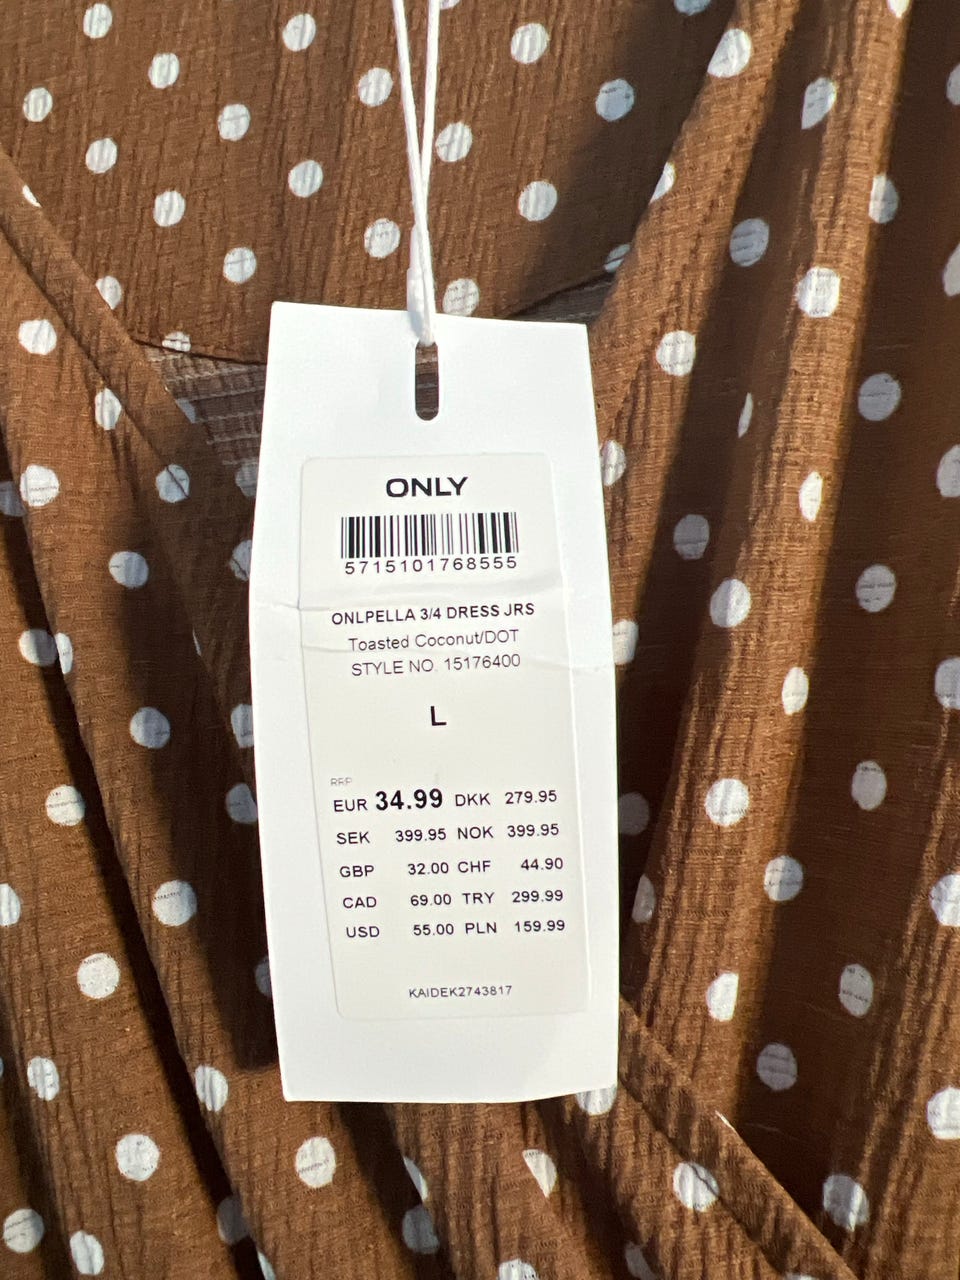 ONLY
5715101768555
ONLPELLA 3/4 DRESS JRS
Toasted Coconut/DOT
STYLE NO. 15176400
L
RRP
EUR 34.99 DKK 279.95
SEK 399.95 NOK 399.95
GBP 32.00 CHF 44.90
CAD 69.00 TRY 299.99
USD 55.00 PLN 159.99
KAIDEK2743817